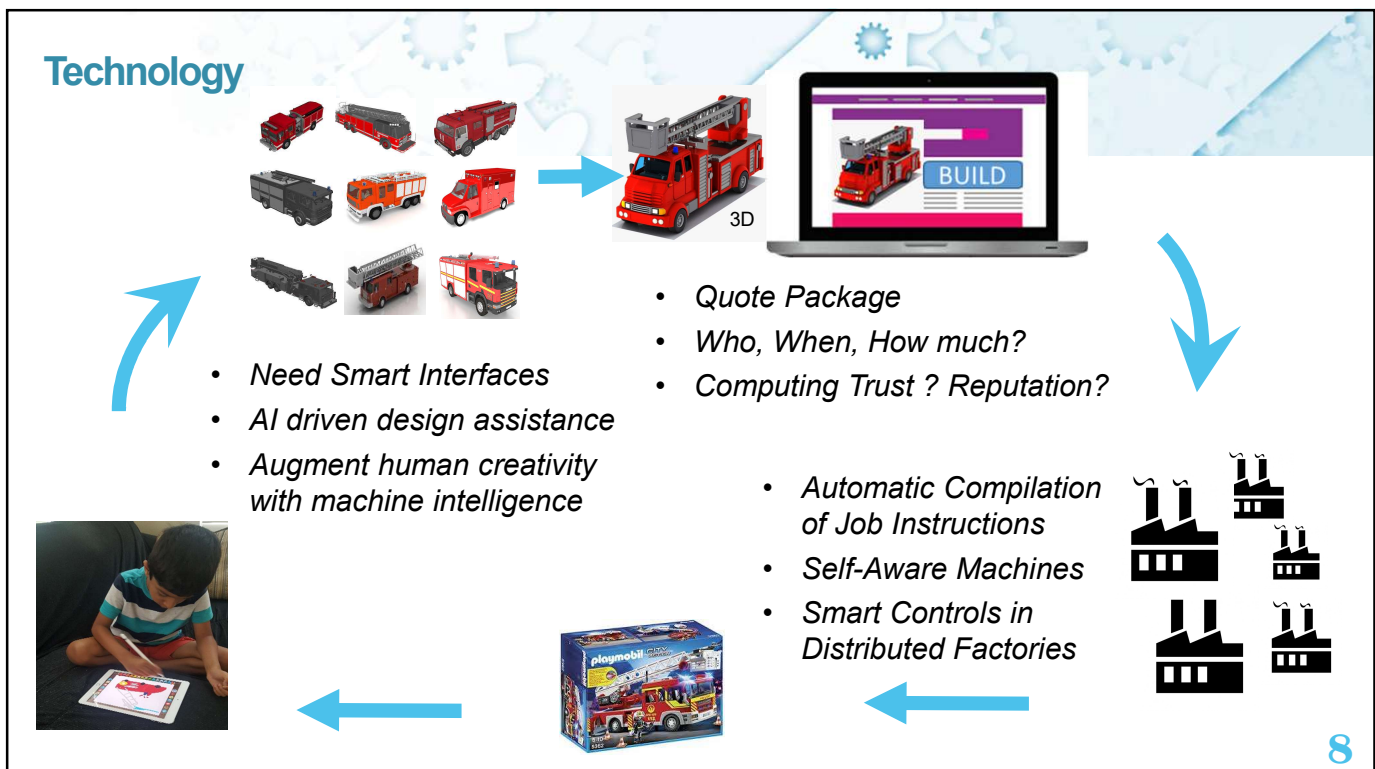 Technology
3D
BUILD
• Quote Package
• Who, When, How much?
• Computing Trust ? Reputation?
• Need Smart Interfaces
• AI driven design assistance
• Augment human creativity
with machine intelligence
• Automatic Compilation
of Job Instructions
• Self-Aware Machines
• Smart Controls in
Distributed Factories
playmobil CITY
8